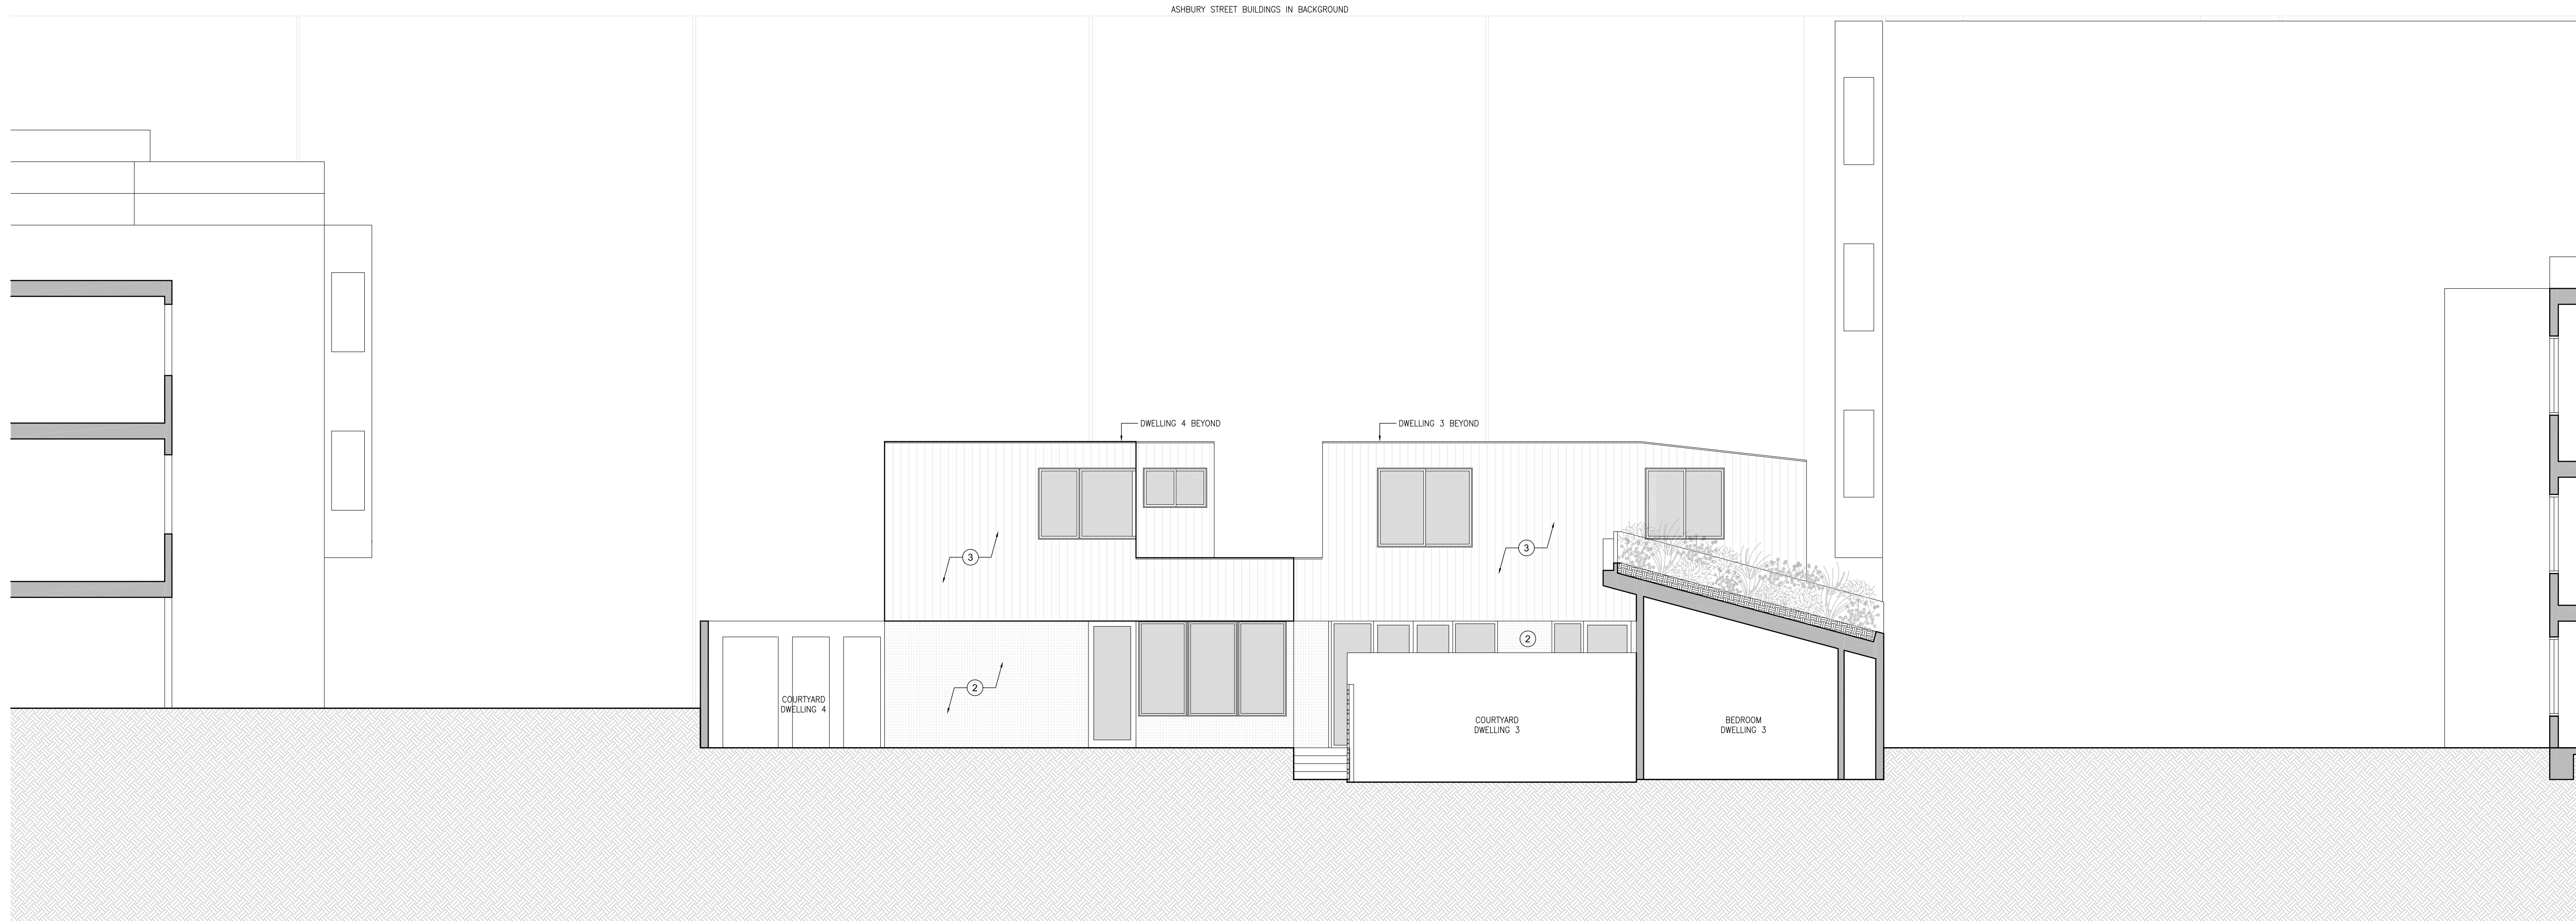 ASHBURY STREET BUILDINGS IN BACKGROUND
DWELLING 4 BEYOND
DWELLING 3 BEYOND
3
3
2
2
COURTYARD
DWELLING 4
COURTYARD
DWELLING 3
BEDROOM
DWELLING 3